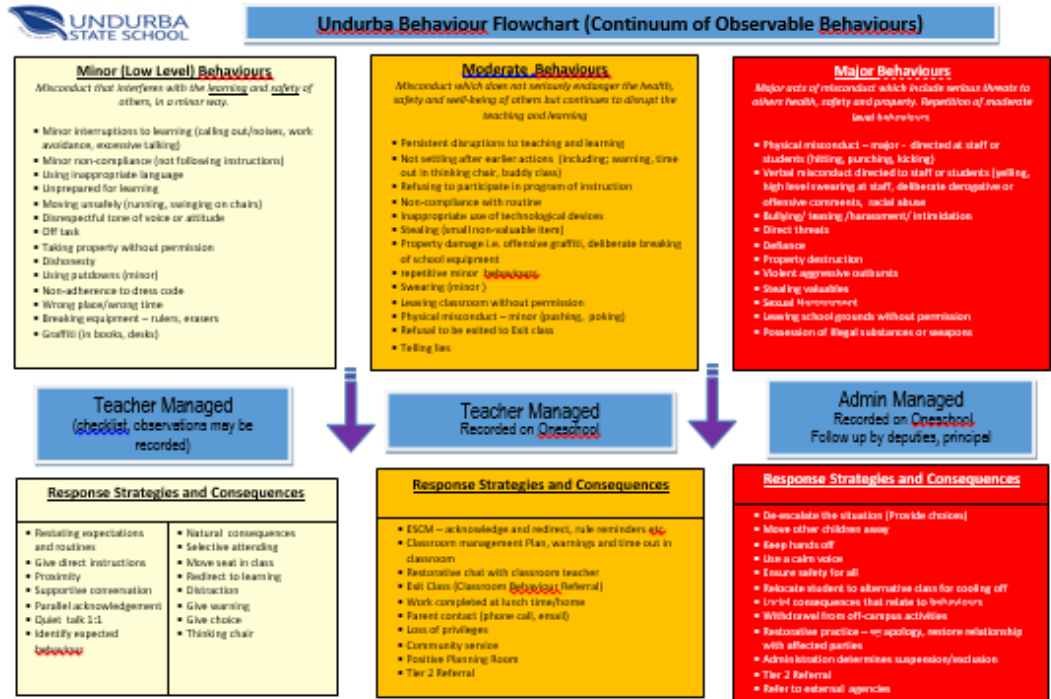 UNDURBA
STATE SCHOOL
Undurba Behaviour Flowchart (Continuum of Observable Behaviours)
Minor (Low Level) Behaviours
Misconduct that interferes with the learning and safety of
others, in a minor way.
Minor interruptions to learning (calling out/noises, work
avoidance, excessive talking)
Minor non-compliance (not following instructions)
Using inappropriate language
Unprepared for learning
Moving unsafely (running, swinging on chairs)
Disrespectful tone of voice or attitude
Off task
Taking property without permission
Dishonesty
Using putdowns (minor)
Non-adherence to dress code
Wrong place/wrong time
Breaking equipment – rulers, erasers
Graffiti (in books, desks)
Moderate Behaviours
Misconduct which does not seriously endanger the health,
safety and well-being of others but continues to disrupt the
teaching and learning
Persistent disruptions to teaching and learning
Not settling after earlier actions (including; warning, time
out in thinking chair, buddy class)
Refusing to participate in program of instruction
Non-compliance with routine
Inappropriate use of technological devices
Stealing (small non-valuable item)
Property damage i.e. offensive graffiti, deliberate breaking
of school equipment
repetitive minor behaviours
Swearing (minor )
Leaving classroom without permission
Physical misconduct – minor (pushing, poking)
Refusal to be exited to Exit class
Telling lies
Major Behaviours
Major acts of misconduct which include serious threats to
others health, safety and property. Repetition of moderate
level behaviours
Physical misconduct – major - directed at staff or
students (hitting, punching, kicking)
Verbal misconduct directed to staff or students (yelling,
high level swearing at staff, deliberate derogative or
offensive comments, racial abuse
Bullying/ teasing /harassment/ intimidation
Direct threats
Defiance
Property destruction
Violent aggressive outbursts
Stealing valuables
Sexual Harassment
Leaving school grounds without permission
Possession of illegal substances or weapons
Teacher Managed
(checklist, observations may be
recorded)
Teacher Managed
Recorded on Oneschool
Admin Managed
Recorded on Oneschool
Follow up by deputies, principal
Response Strategies and Consequences
Restating expectations
and routines
Give direct instructions
Proximity
Supportive conversation
Parallel acknowledgement
Quiet talk 1:1
Identify expected
behaviour
Natural consequences
Selective attending
Move seat in class
Redirect to learning
Distraction
Give warning
Give choice
Thinking chair
Response Strategies and Consequences
ESCM – acknowledge and redirect, rule reminders etc.
Classroom management Plan, warnings and time out in
classroom
Restorative chat with classroom teacher
Exit Class (Classroom Behaviour Referral)
Work completed at lunch time/home
Parent contact (phone call, email)
Loss of privileges
Community service
Positive Planning Room
Tier 2 Referral
Response Strategies and Consequences
De-escalate the situation (Provide choices)
Move other children away
Keep hands off
Use a calm voice
Ensure safety for all
Relocate student to alternative class for cooling off
consequences that relate to behaviours
Withdrawal from off-campus activities
Restorative practice – apology, restore relationship
with affected parties
Administration determines suspension/exclusion
Tier 2 Referral
Refer to external agencies